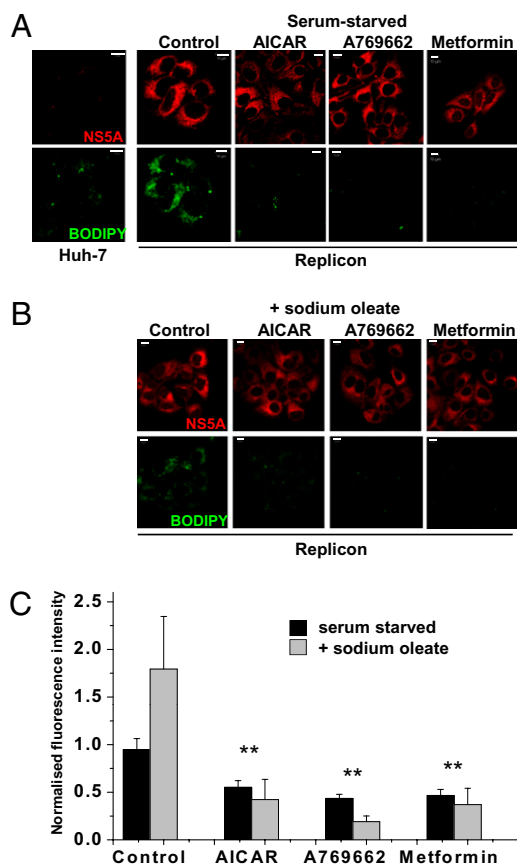 A
Serum-starved
Control AICAR A769662 Metformin
NS5A
BODIPY
Huh-7
Replicon
B
+ sodium oleate
Control AICAR A769662 Metformin
NS5A
BODIPY
Replicon
C
Normalised fluorescence intensity
2.5
2.0
1.5
1.0
0.5
0.0
serum starved
+ sodium oleate
** ** **
Control AICAR A769662 Metformin